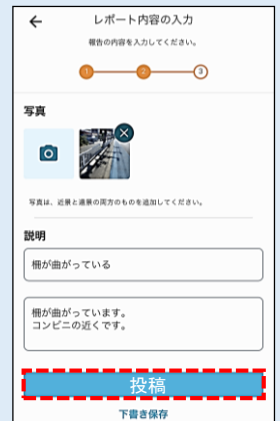 レポート内容の入力
報告の内容を入力してください。
1 2 3
写真
写真は、近景と遠景の両方のものを追加してください。
説明
柵が曲がっている
柵が曲がっています。
コンビニの近くです。
投稿
下書き保存